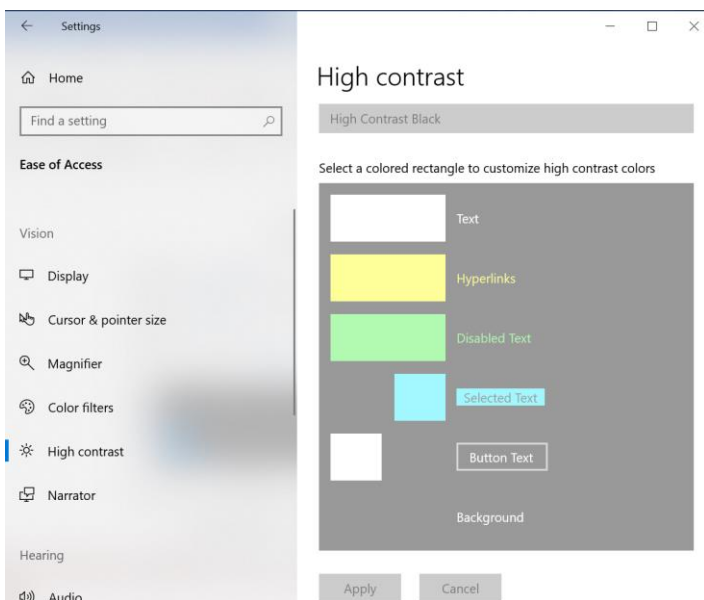 Settings
Home
Find a setting
Ease of Access
Vision
Display
Cursor & pointer size
Magnifier
Color filters
High contrast
Narrator
Hearing
Audio
High contrast
High Contrast Black
Select a colored rectangle to customize high contrast colors
Text
Hyperlinks
Disabled Text
Selected Text
Button Text
Background
Apply Cancel